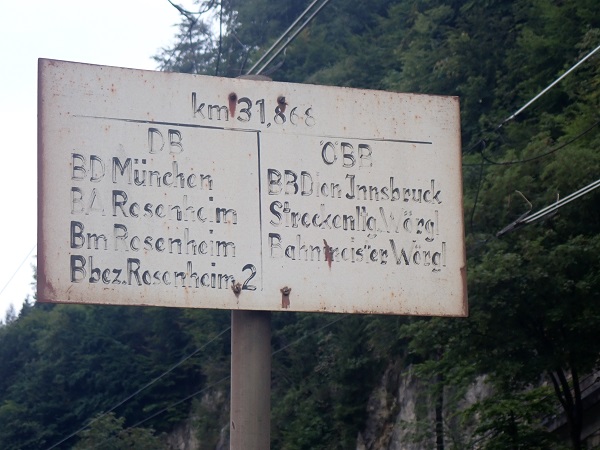 km 31,868
DB
BD München
BA Rosenheim
Bm Rosenheim
Bbez. Rosenheim 2
ÖBB
BBDion Innsbruck
Streckenltg. Wörgl
Bahnmeister Wörgl